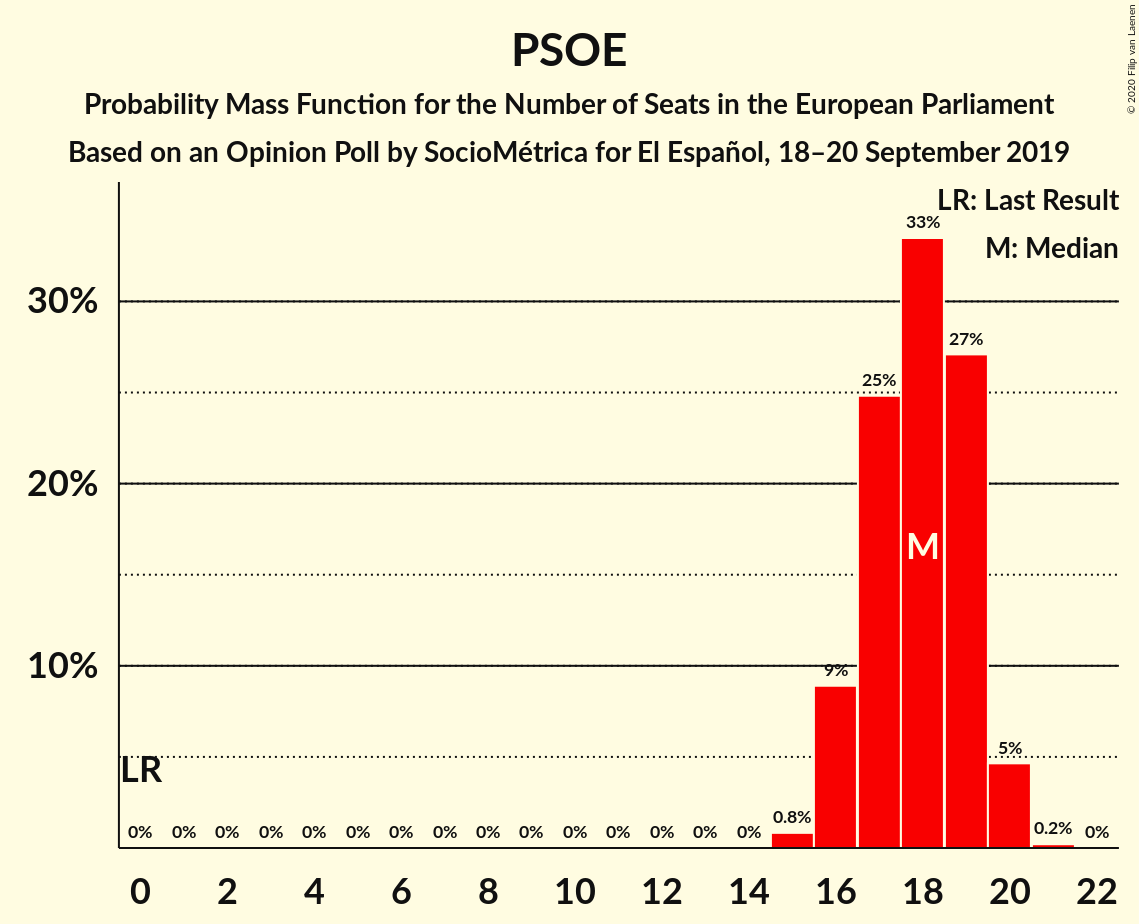 PSOE
Probability Mass Function for the Number of Seats in the European Parliament
Based on an Opinion Poll by SocioMétrica for El Español, 18–20 September 2019
© 2020 Filip van Laenen
LR: Last Result
M: Median
33%
30%
27%
25%
20%
M
10%
9%
5%
LR
0% 0% 0% 0% 0% 0% 0% 0% 0% 0% 0% 0% 0% 0% 0% 0.8% 0.2% 0%
0 2 4 6 8 10 12 14 16 18 20 22